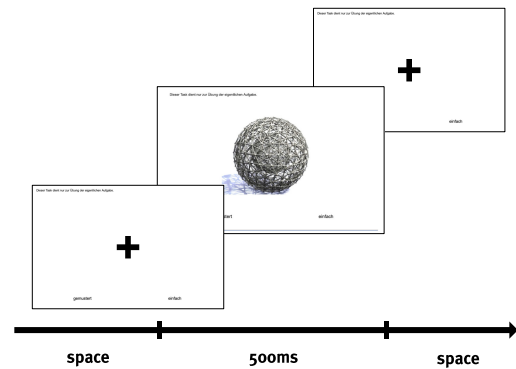 Dieser Task dient nur zur Übung der eigentlichen Aufgabe.
einfach
Dieser Task dient nur zur Übung der eigentlichen Aufgabe.
stert
einfach
Dieser Task dient nur zur Übung der eigentlichen Aufgabe.
gemustert
einfach
space
500ms
space